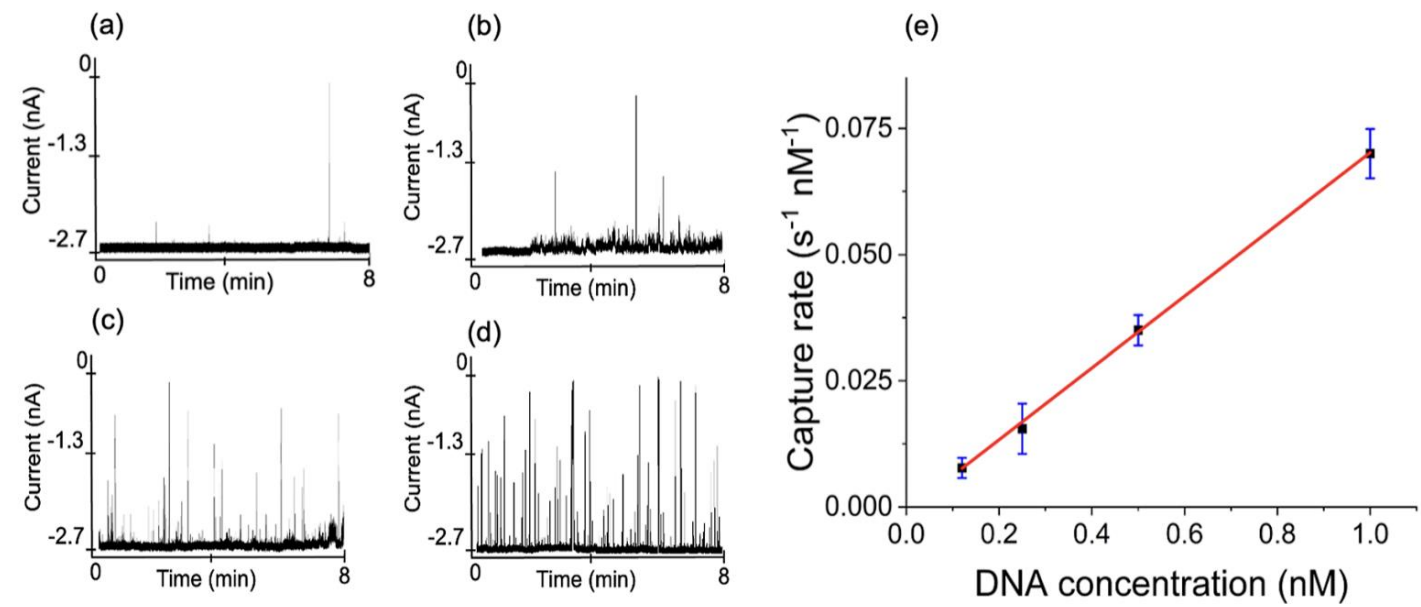 (a)
0
-1.3
-2.7
Current (nA)
0
Time (min)
8
(b)
0
-1.3
-2.7
Current (nA)
0
Time (min)
8
(c)
0
-1.3
-2.7
Current (nA)
0
Time (min)
8
(d)
0
-1.3
-2.7
Current (nA)
0
Time (min)
8
(e)
Capture rate (s⁻¹ nM⁻¹)
0.075
0.050
0.025
0.000
0.0 0.2 0.4 0.6 0.8 1.0
DNA concentration (nM)